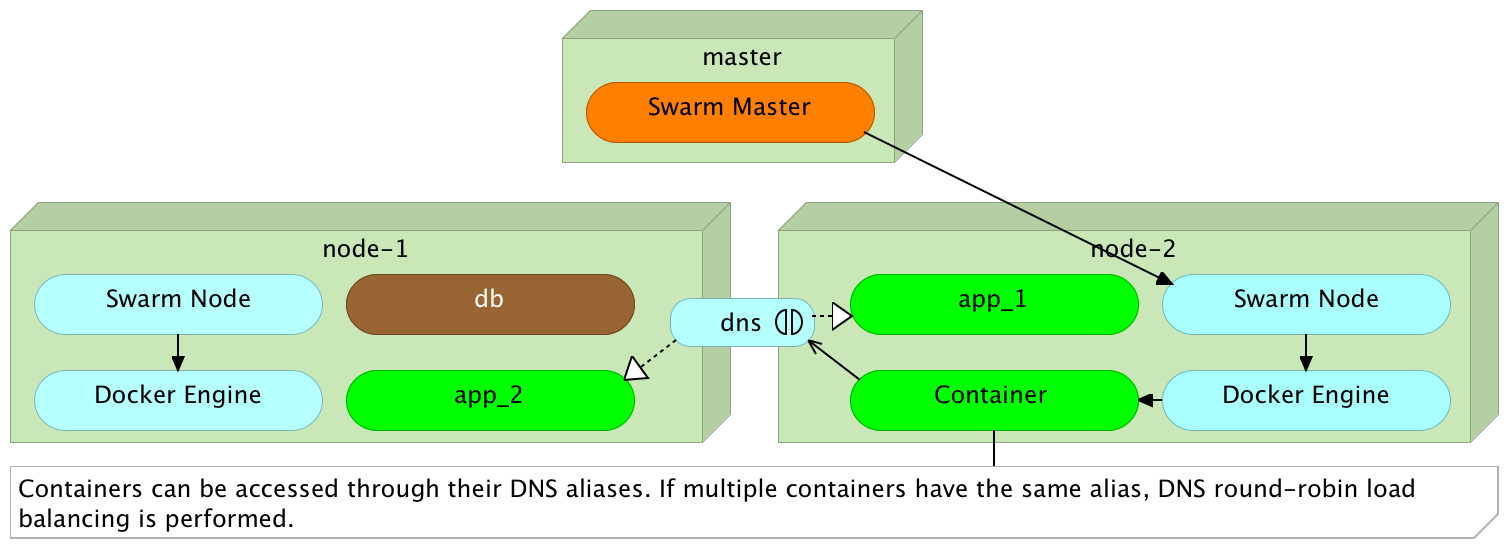 master
Swarm Master
node-1
node-2
Swarm Node
db
dns
app_1
Swarm Node
Docker Engine
app_2
Container
Docker Engine
Containers can be accessed through their DNS aliases. If multiple containers have the same alias, DNS round-robin load
balancing is performed.